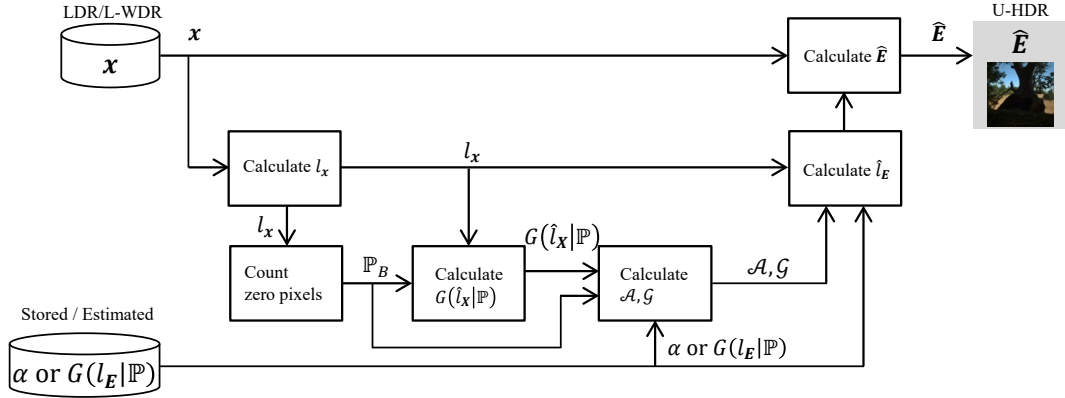 LDR/L-WDR
U-HDR
x
x
Calculate Ê
Ê
Ê
Calculate l_x
l_x
Calculate l̂_E
l_x
Count
zero pixels
ℙ_B
Calculate
G(l̂_X|ℙ)
G(l̂_X|ℙ)
Calculate
𝒜,𝒢
𝒜,𝒢
Stored / Estimated
α or G(l_E|ℙ)
α or G(l_E|ℙ)